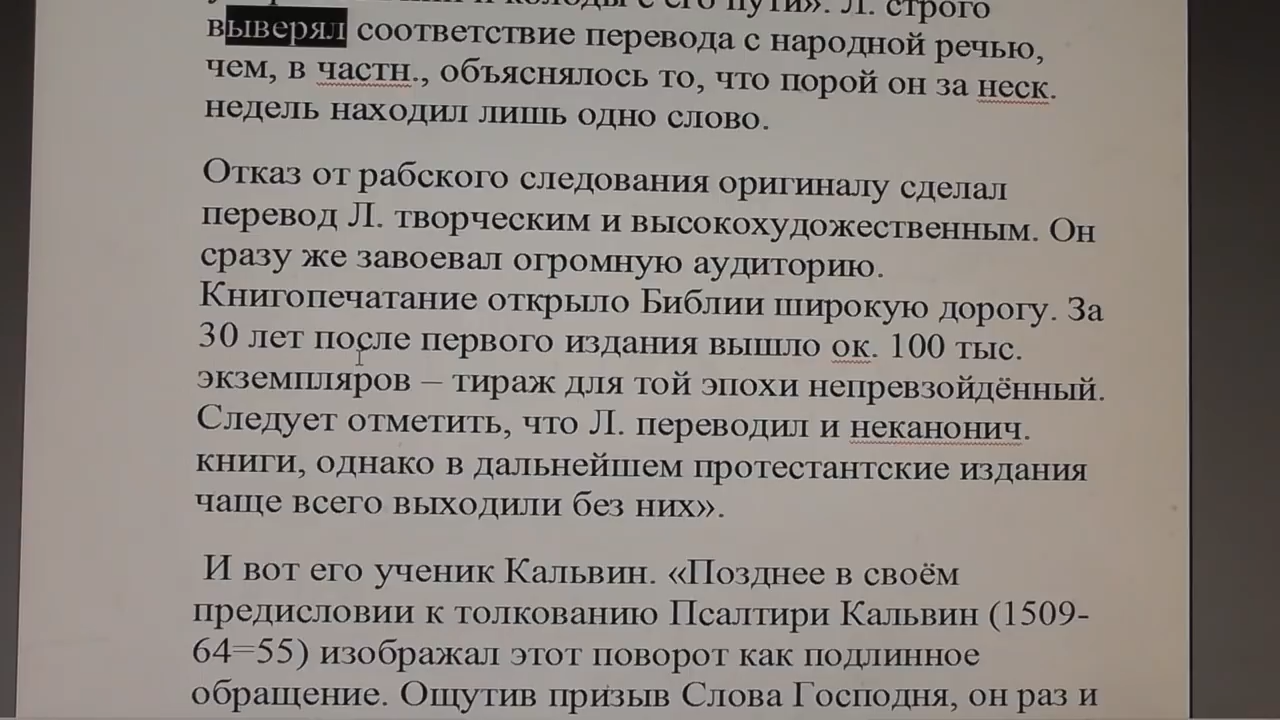 колоды с его пути». Л. строго
выверял соответствие перевода с народной речью,
чем, в частн., объяснялось то, что порой он за неск.
недель находил лишь одно слово.
Отказ от рабского следования оригиналу сделал
перевод Л. творческим и высокохудожественным. Он
сразу же завоевал огромную аудиторию.
Книгопечатание открыло Библии широкую дорогу. За
30 лет после первого издания вышло ок. 100 тыс.
экземпляров – тираж для той эпохи непревзойдённый.
Следует отметить, что Л. переводил и неканонич.
книги, однако в дальнейшем протестантские издания
чаще всего выходили без них».
И вот его ученик Кальвин. «Позднее в своём
предисловии к толкованию Псалтири Кальвин (1509-
64=55) изображал этот поворот как подлинное
обращение. Ощутив призыв Слова Господня, он раз и